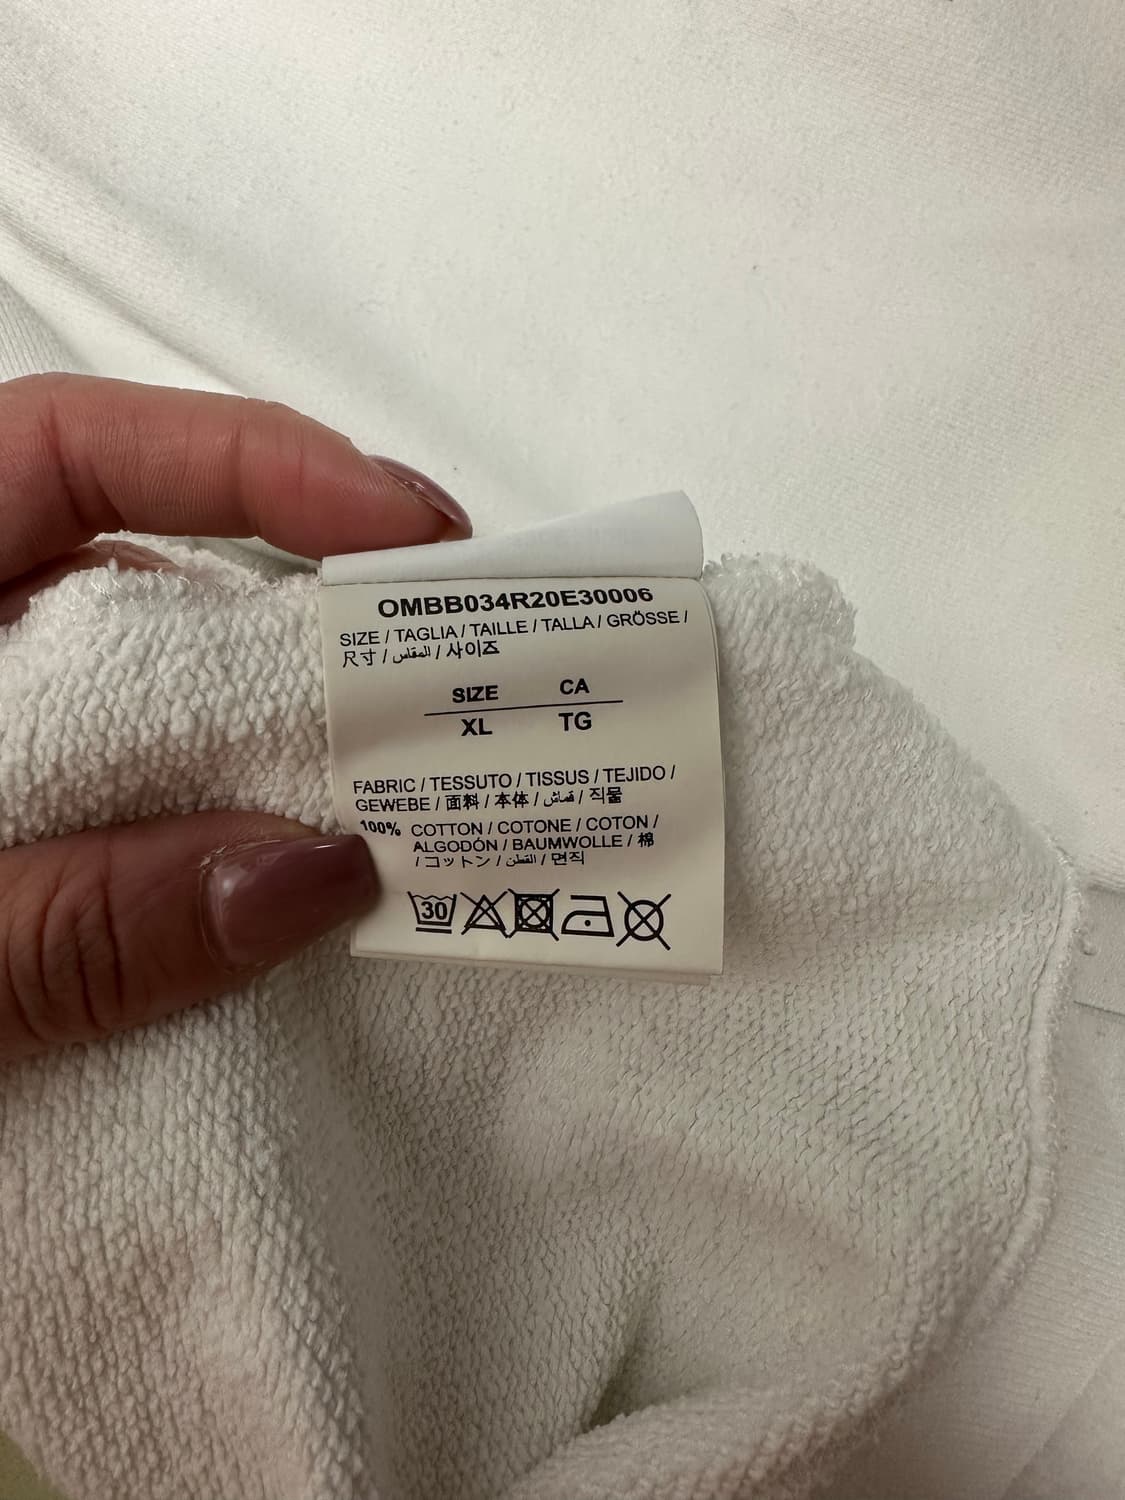 OMBB034R20E30006
SIZE / TAGLIA / TAILLE / TALLA / GRÖSSE /
尺寸 / المقاس / 사이즈
SIZE CA
XL TG
FABRIC / TESSUTO / TISSUS / TEJIDO /
GEWEBE / 面料 / 本体 / قماش / 직물
100% COTTON / COTONE / COTON /
ALGODÓN / BAUMWOLLE / 棉
/ コットン / القطن / 면직
30